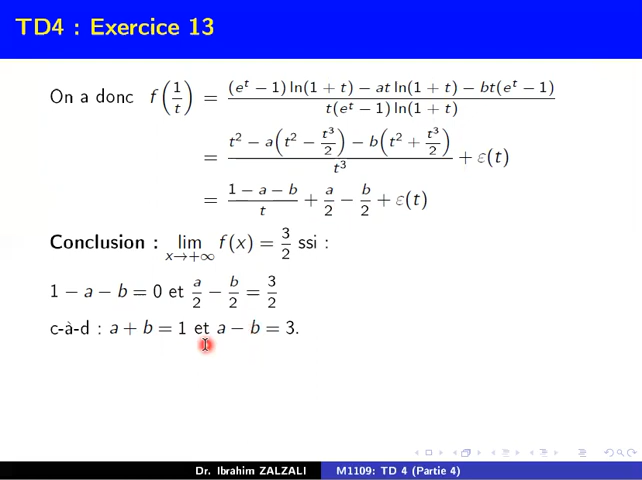 TD4 : Exercice 13
On a donc f(1/t) = ((e^t − 1) ln(1 + t) − at ln(1 + t) − bt(e^t − 1)) / (t(e^t − 1) ln(1 + t))
= (t² − a(t² − t³/2) − b(t² + t³/2)) / t³ + ε(t)
= (1 − a − b)/t + a/2 − b/2 + ε(t)
Conclusion : lim x→+∞ f(x) = 3/2 ssi :
1 − a − b = 0 et a/2 − b/2 = 3/2
c-à-d : a + b = 1 et a − b = 3.
Dr. Ibrahim ZALZALI M1109: TD 4 (Partie 4)